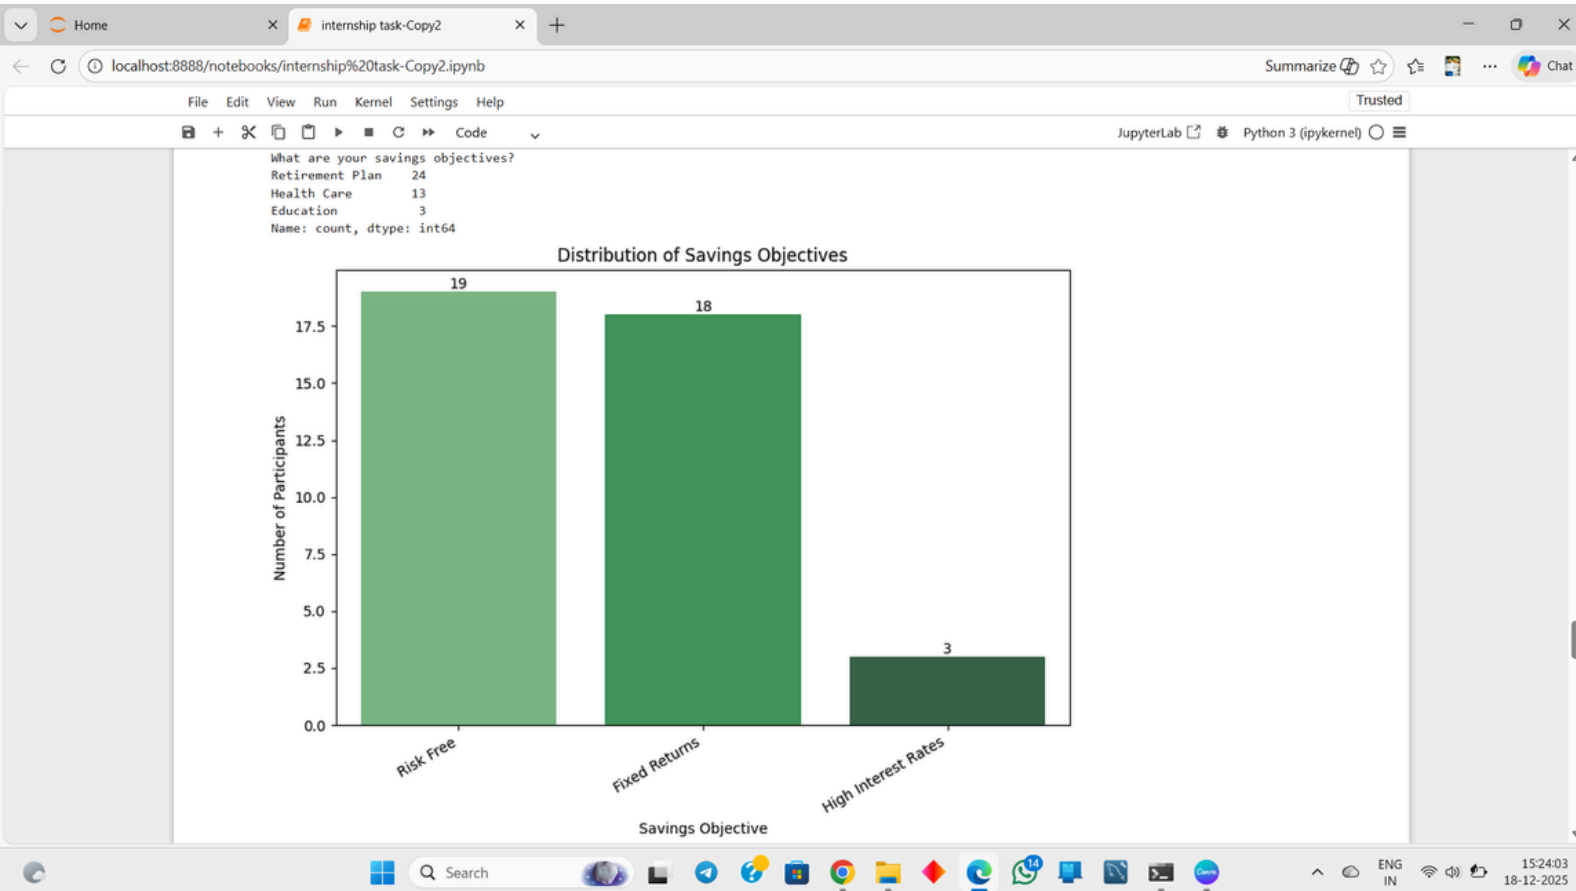 Home
internship task-Copy2
localhost:8888/notebooks/internship%20task-Copy2.ipynb
Summarize
Chat
File Edit View Run Kernel Settings Help
Trusted
Code
JupyterLab
Python 3 (ipykernel)
What are your savings objectives?
Retirement Plan 24
Health Care 13
Education 3
Name: count, dtype: int64
Distribution of Savings Objectives
19
18
17.5
15.0
12.5
10.0
7.5
5.0
3
2.5
0.0
Number of Participants
Risk Free
Fixed Returns
High Interest Rates
Savings Objective
Search
14
Canva
ENG
IN
15:24:03
18-12-2025